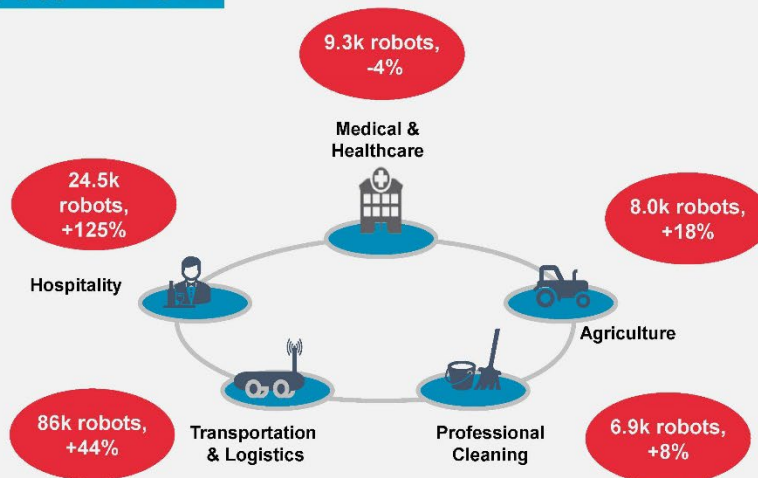 9.3k robots,
-4%
Medical &
Healthcare
24.5k
robots,
+125%
Hospitality
8.0k robots,
+18%
Agriculture
86k robots,
+44%
Transportation
& Logistics
Professional
Cleaning
6.9k robots,
+8%